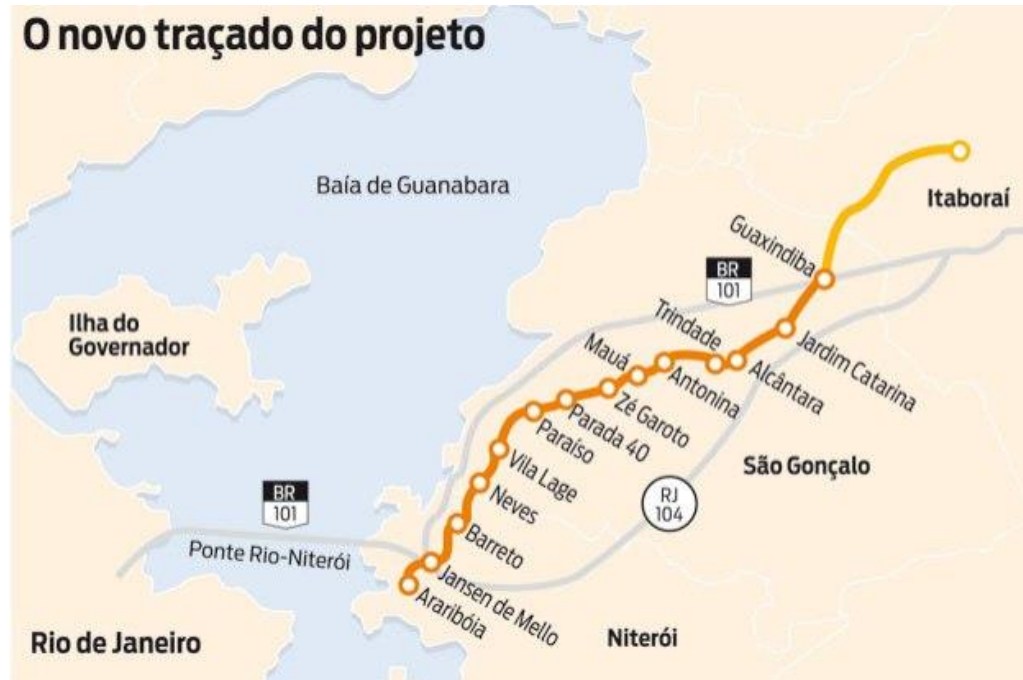 O novo traçado do projeto
Baía de Guanabara
Itaboraí
Guaxindiba
BR
101
Ilha do
Governador
Trindade
Jardim Catarina
Mauá
Antonina
Alcântara
Zé Garoto
Parada 40
Paraíso
São Gonçalo
Vila Lage
RJ
104
BR
101
Neves
Barreto
Ponte Rio-Niterói
Jansen de Mello
Araribóia
Rio de Janeiro
Niterói